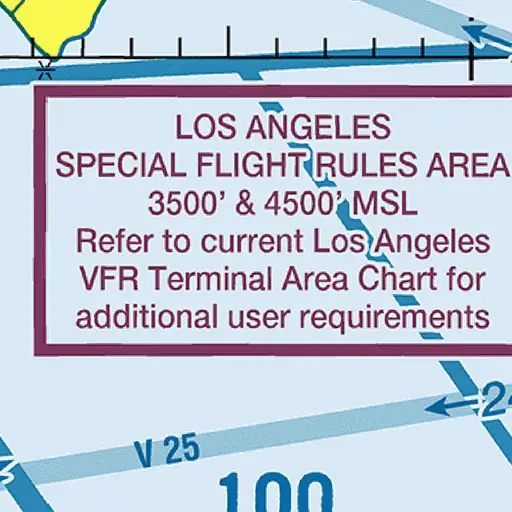 LOS ANGELES
SPECIAL FLIGHT RULES AREA
3500' & 4500' MSL
Refer to current Los Angeles
VFR Terminal Area Chart for
additional user requirements
V 25
100